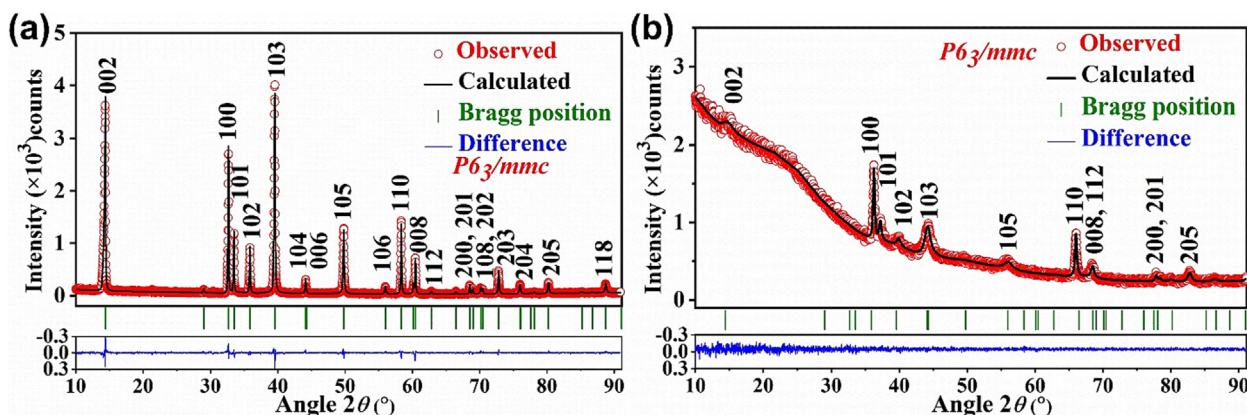 (a)
Observed
Calculated
Bragg position
Difference
P6₃/mmc
Intensity (×10³)counts
5
4
3
2
1
0
002
100
101
102
103
104
006
105
106
110
008
112
200, 201
108, 202
203
204
205
118
-0.3
0.0
0.3
10 20 30 40 50 60 70 80 90
Angle 2θ (°)
(b)
P6₃/mmc
Observed
Calculated
Bragg position
Difference
Intensity (×10³)counts
3
2
1
0
002
100
101
102
103
105
110
008, 112
200, 201
205
-0.3
0.0
0.3
10 20 30 40 50 60 70 80 90
Angle 2θ (°)